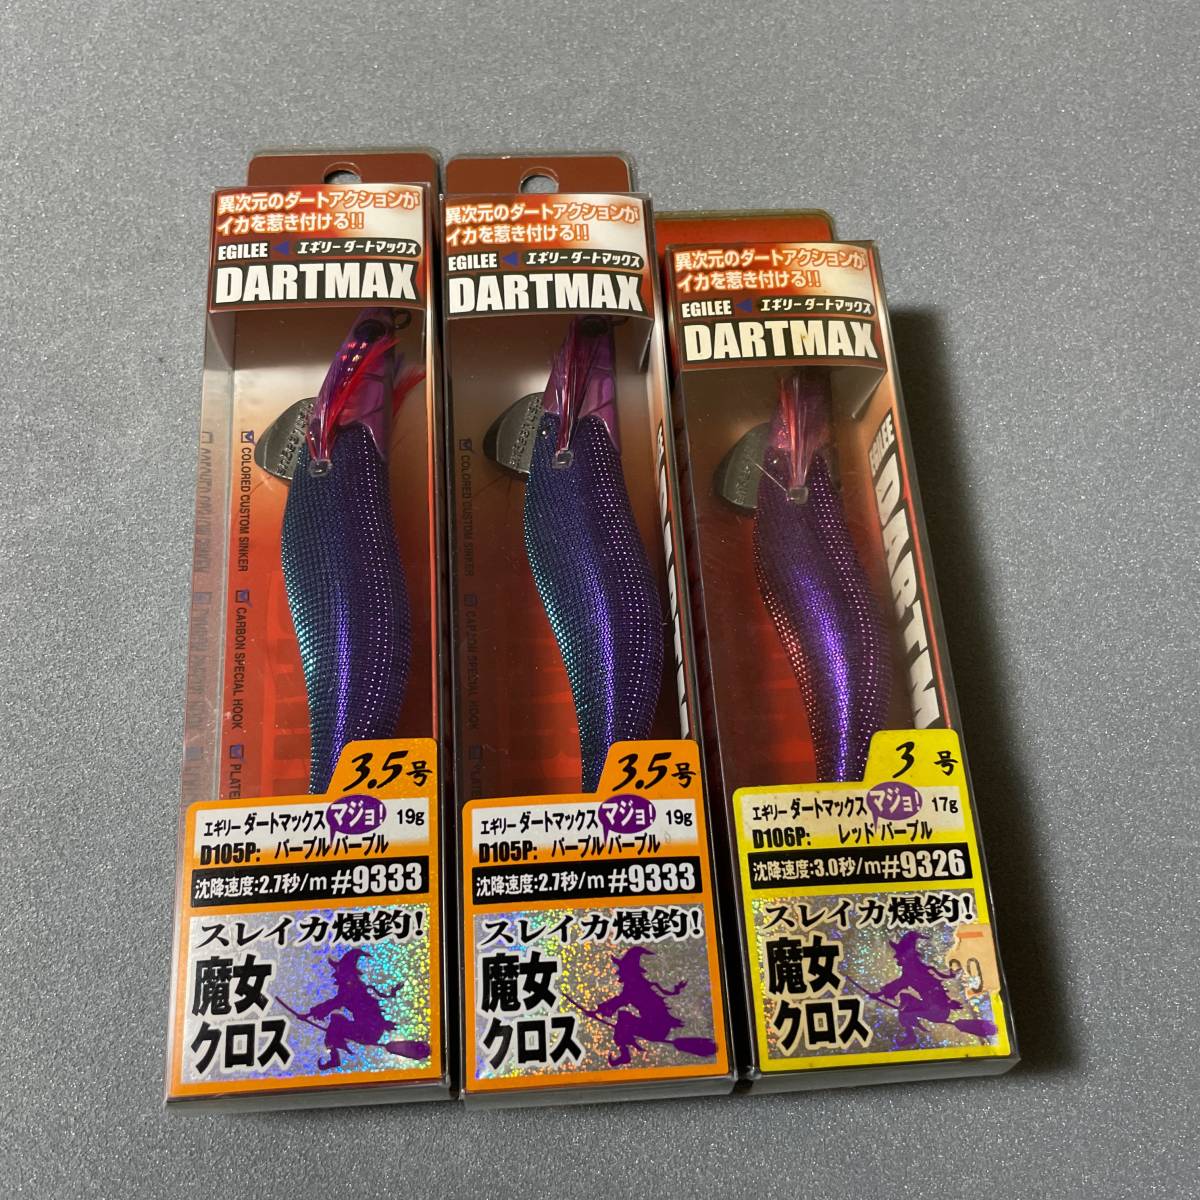 異次元のダートアクションが
イカを惹き付ける!!
EGILEE エギリー ダートマックス
DARTMAX
COLORED CUSTOM SINKER
CARBON SPECIAL HOOK
3.5号
エギリー ダートマックス マジョ! 19g
D105P: パープル パープル
沈降速度:2.7秒/m #9333
スレイカ爆釣!
魔女
クロス
異次元のダートアクションが
イカを惹き付ける!!
EGILEE エギリー ダートマックス
DARTMAX
COLORED CUSTOM SINKER
CARBON SPECIAL HOOK
3.5号
エギリー ダートマックス マジョ! 19g
D105P: パープル パープル
沈降速度:2.7秒/m #9333
スレイカ爆釣!
魔女
クロス
異次元のダートアクションが
イカを惹き付ける!!
EGILEE エギリー ダートマックス
DARTMAX
EGILEE
DARTM
3号
エギリー ダートマックス マジョ! 17g
D106P: レッド パープル
沈降速度:3.0秒/m #9326
スレイカ爆釣!
魔女
クロス